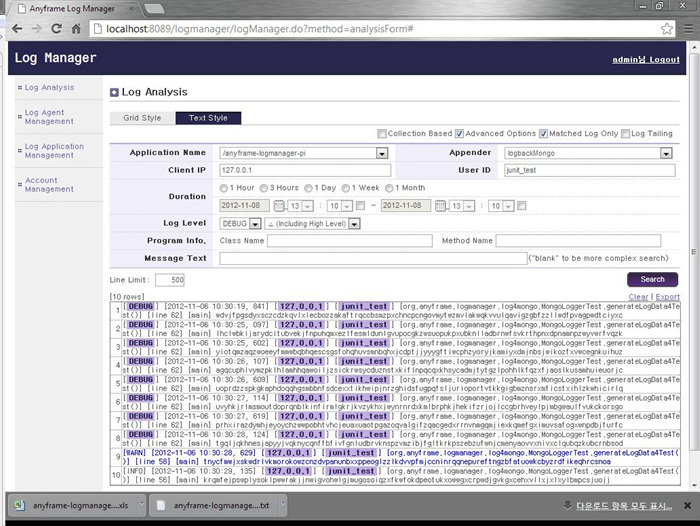 Anyframe Log Manager
localhost:8089/logmanager/logManager.do?method=analysisForm#
Log Manager
admin님 Logout
Log Analysis
Log Agent
Management
Log Application
Management
Account
Management
Log Analysis
Grid Style
Text Style
Collection Based
Advanced Options
Matched Log Only
Log Tailing
Application Name
/anyframe-logmanager-pi
Appender
logbackMongo
Client IP
127.0.0.1
User ID
junit_test
Duration
1 Hour
3 Hours
1 Day
1 Week
1 Month
2012-11-08
13
:
10
~
2012-11-08
13
:
10
Log Level
DEBUG
△ (Including High Level)
Program Info.
Class Name
Method Name
Message Text
("blank" to be more complex search)
Line Limit :
500
Search
[10 rows]
Clear | Export
1 [DEBUG] [2012-11-06 10:30:19, 841] [127.0.0.1] [junit_test] [org.anyframe.logmanager.log4mongo.MongoLoggerTest.generateLogData4Te
st()] [line 62] [main]
2 [DEBUG] [2012-11-06 10:30:25, 097] [127.0.0.1] [junit_test] [org.anyframe.logmanager.log4mongo.MongoLoggerTest.generateLogData4Te
st()] [line 62] [main]
3 [DEBUG] [2012-11-06 10:30:25, 602] [127.0.0.1] [junit_test] [org.anyframe.logmanager.log4mongo.MongoLoggerTest.generateLogData4Te
st()] [line 62] [main]
4 [DEBUG] [2012-11-06 10:30:26, 107] [127.0.0.1] [junit_test] [org.anyframe.logmanager.log4mongo.MongoLoggerTest.generateLogData4Te
st()] [line 62] [main]
5 [DEBUG] [2012-11-06 10:30:26, 609] [127.0.0.1] [junit_test] [org.anyframe.logmanager.log4mongo.MongoLoggerTest.generateLogData4Te
st()] [line 62] [main]
6 [DEBUG] [2012-11-06 10:30:27, 114] [127.0.0.1] [junit_test] [org.anyframe.logmanager.log4mongo.MongoLoggerTest.generateLogData4Te
st()] [line 62] [main]
7 [DEBUG] [2012-11-06 10:30:27, 619] [127.0.0.1] [junit_test] [org.anyframe.logmanager.log4mongo.MongoLoggerTest.generateLogData4Te
st()] [line 62] [main]
8 [DEBUG] [2012-11-06 10:30:28, 124] [127.0.0.1] [junit_test] [org.anyframe.logmanager.log4mongo.MongoLoggerTest.generateLogData4Te
st()] [line 62] [main]
9 [WARN] [2012-11-06 10:30:28, 629] [127.0.0.1] [junit_test] [org.anyframe.logmanager.log4mongo.MongoLoggerTest.generateLogData4Test(
)] [line 58] [main]
10 [INFO] [2012-11-06 10:30:29, 135] [127.0.0.1] [junit_test] [org.anyframe.logmanager.log4mongo.MongoLoggerTest.generateLogData4Test(
)] [line 56] [main]
anyframe-logmanage....xls
anyframe-logmanage....txt
다운로드 항목 모두 표시...